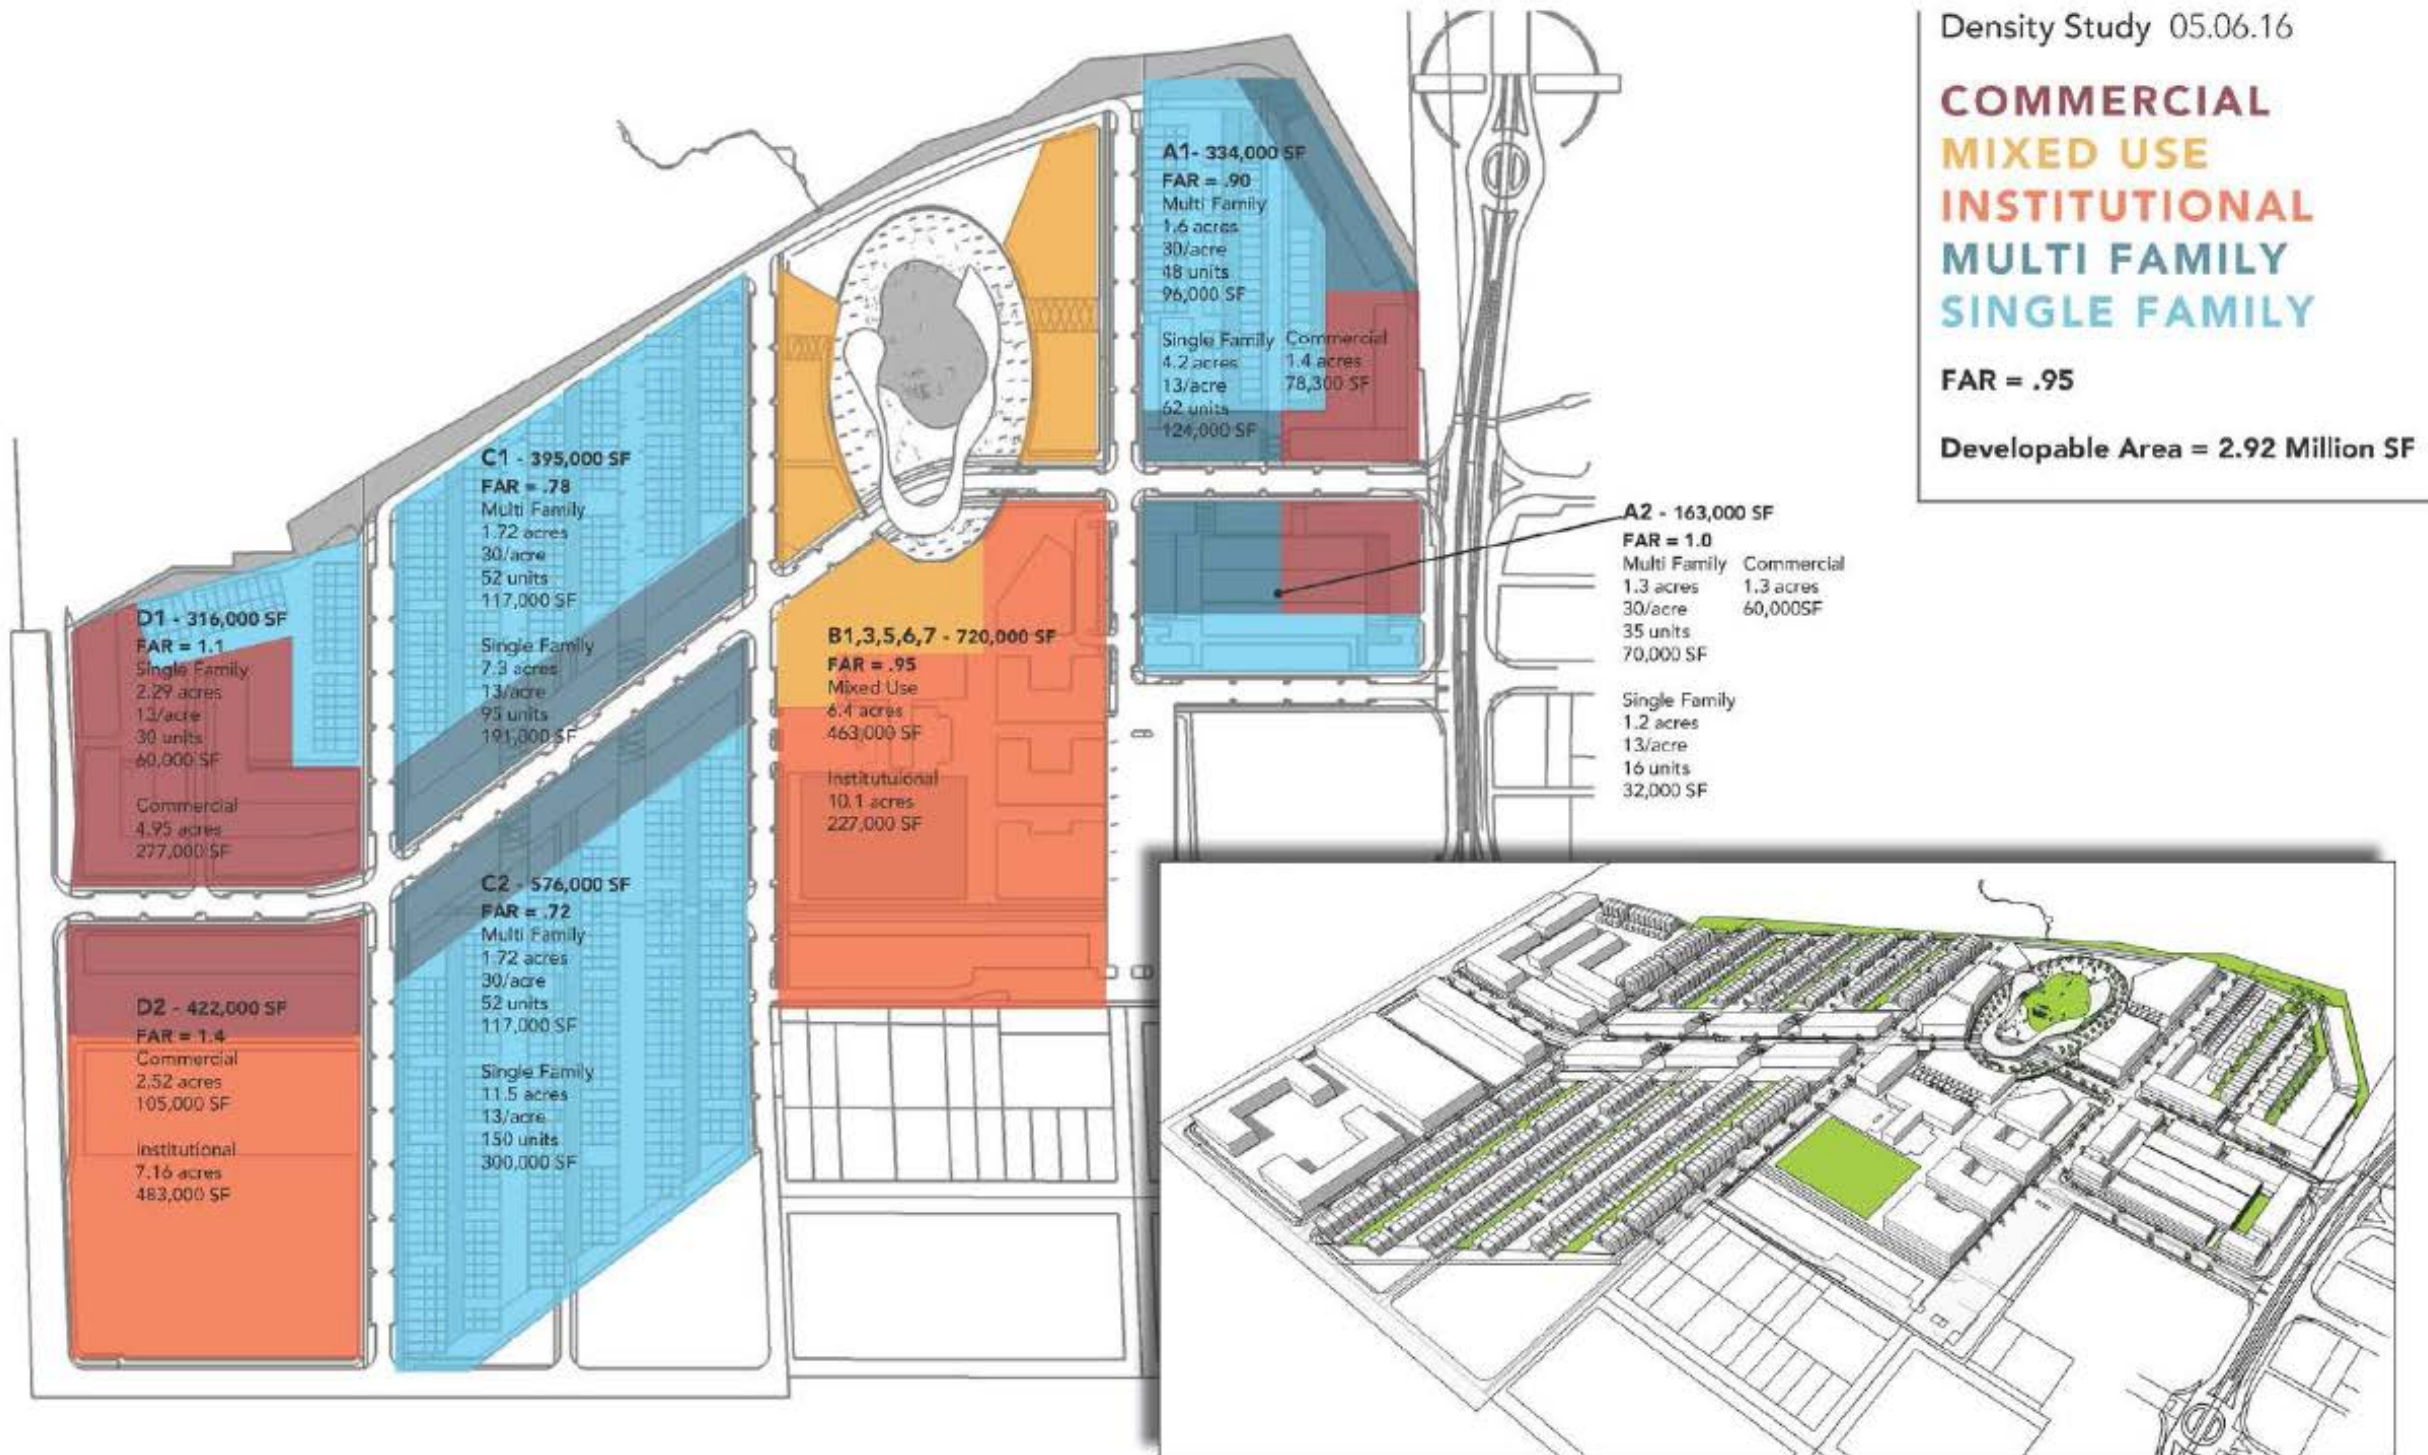 Density Study 05.06.16
COMMERCIAL
MIXED USE
INSTITUTIONAL
MULTI FAMILY
SINGLE FAMILY
FAR = .95
Developable Area = 2.92 Million SF
A1- 334,000 SF
FAR = .90
Multi Family
1.6 acres
30/acre
48 units
96,000 SF
Single Family
4.2 acres
13/acre
62 units
124,000 SF
Commercial
1.4 acres
78,300 SF
C1 - 395,000 SF
FAR = .78
Multi Family
1.72 acres
30/acre
52 units
117,000 SF
Single Family
7.3 acres
13/acre
95 units
191,000 SF
A2 - 163,000 SF
FAR = 1.0
Multi Family
1.3 acres
30/acre
35 units
70,000 SF
Commercial
1.3 acres
60,000SF
Single Family
1.2 acres
13/acre
16 units
32,000 SF
D1 - 316,000 SF
FAR = 1.1
Single Family
2.29 acres
13/acre
30 units
60,000 SF
Commercial
4.95 acres
277,000 SF
B1,3,5,6,7 - 720,000 SF
FAR = .95
Mixed Use
6.4 acres
463,000 SF
Institutuional
10.1 acres
227,000 SF
C2 - 576,000 SF
FAR = .72
Multi Family
1.72 acres
30/acre
52 units
117,000 SF
Single Family
11.5 acres
13/acre
150 units
300,000 SF
D2 - 422,000 SF
FAR = 1.4
Commercial
2.52 acres
105,000 SF
Institutional
7.16 acres
483,000 SF